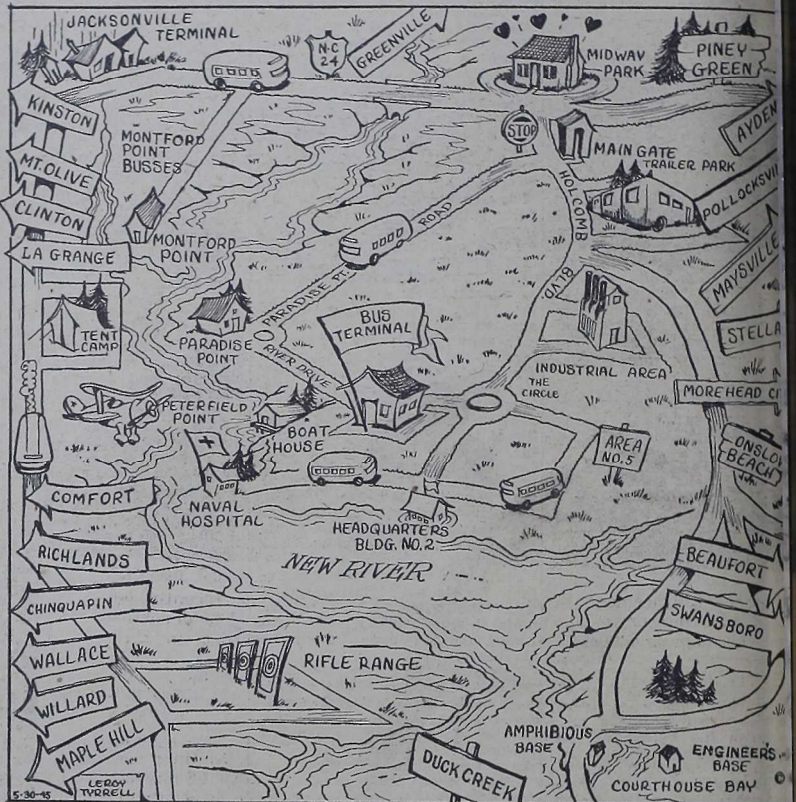 JACKSONVILLE
TERMINAL
N.C.
24
GREENVILLE
MIDWAY
PARK
PINEY
GREEN
KINSTON
MT. OLIVE
CLINTON
LA GRANGE
MONTFORD
POINT
BUSSES
MONTFORD
POINT
STOP
MAIN GATE
TRAILER PARK
AYDEN
POLLOCKSVI
MAYSVILLE
STELLA
HOLCOMB
BLVD
PARADISE PT. ROAD
TENT
CAMP
PARADISE
POINT
RIVER DRIVE
BUS
TERMINAL
INDUSTRIAL AREA
THE
CIRCLE
MOREHEAD CI
PETERFIELD
POINT
BOAT
HOUSE
AREA
NO. 5
ONSLO
BEACH
NAVAL
HOSPITAL
HEADQUARTERS
BLDG. NO. 2
COMFORT
RICHLANDS
CHINQUAPIN
WALLACE
WILLARD
MAPLE HILL
NEW RIVER
BEAUFORT
SWANSBORO
RIFLE RANGE
AMPHIBIOUS
BASE
ENGINEER'S
BASE
COURTHOUSE BAY
DUCK CREEK
5-30-45
LEROY
TYRRELL
©